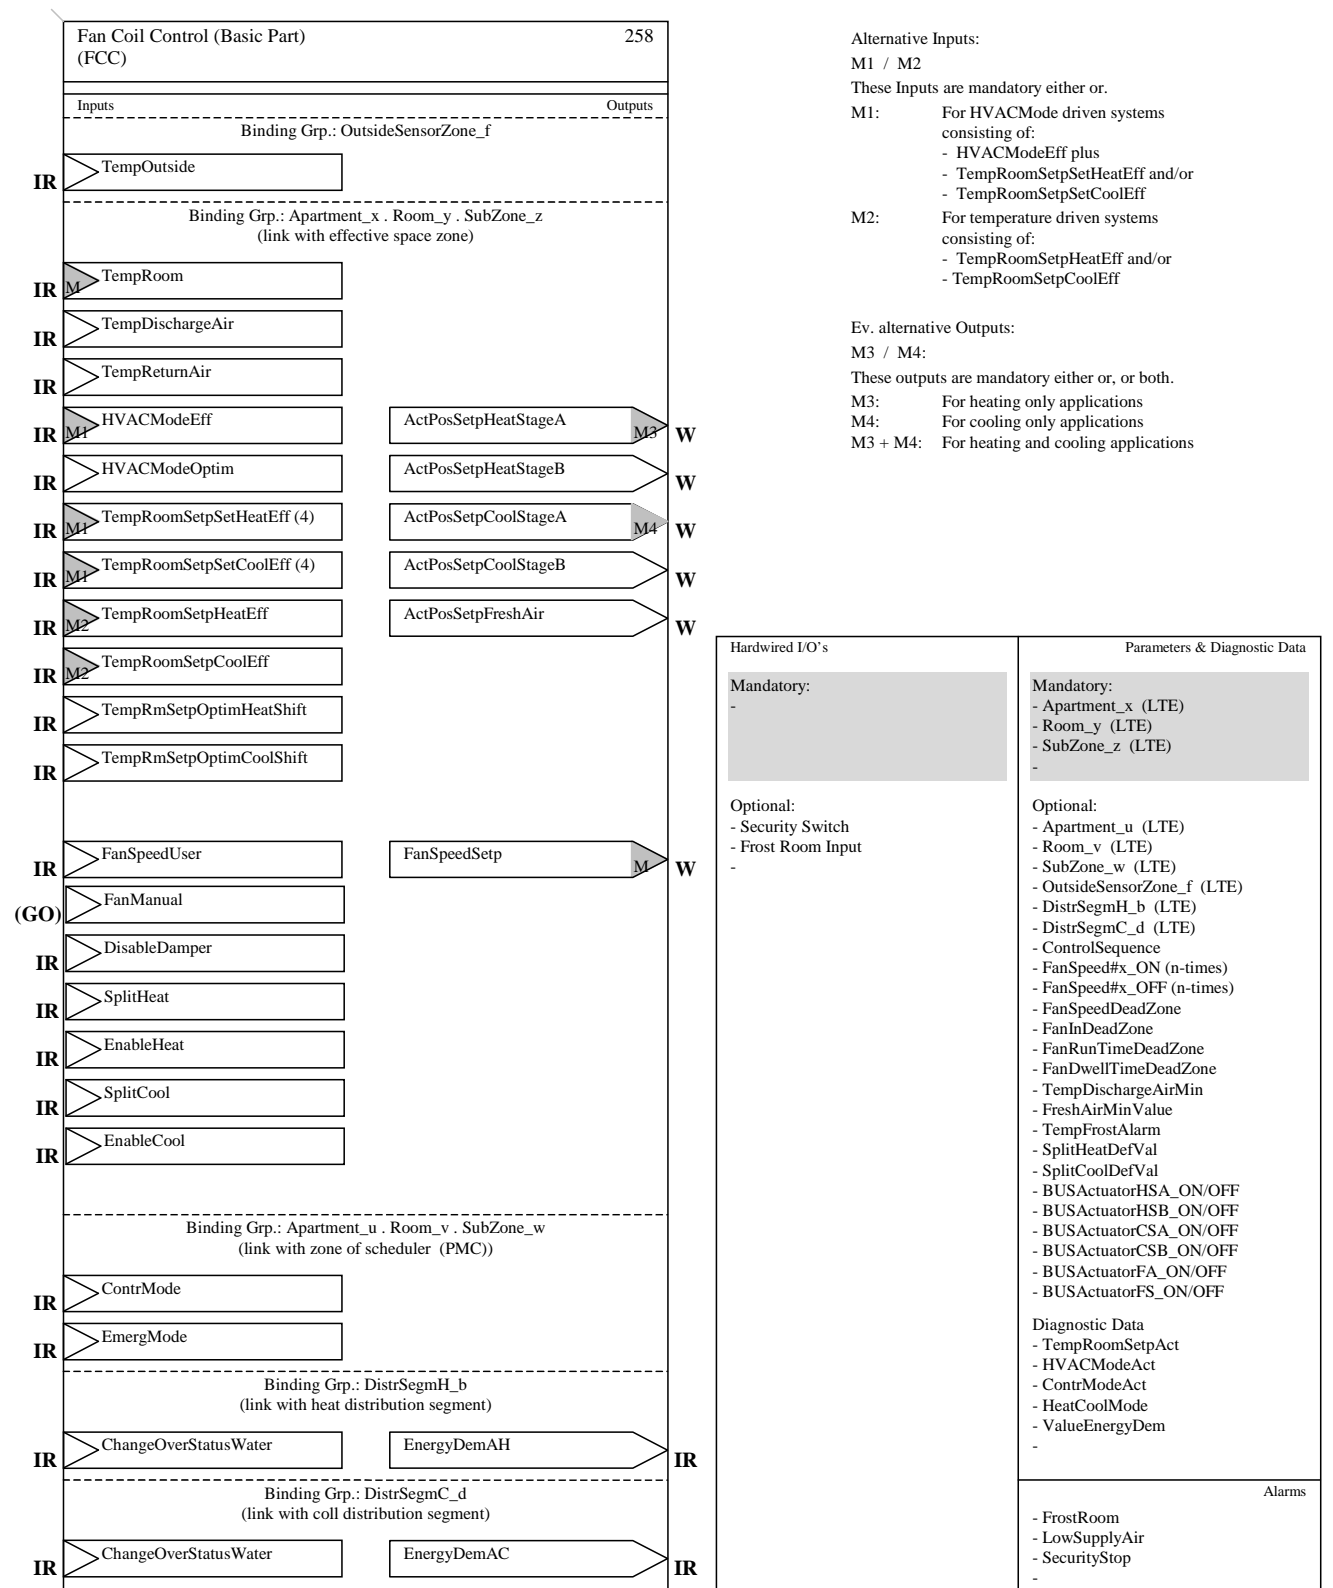 Fan Coil Control (Basic Part) 258
(FCC)
Inputs Outputs
Binding Grp.: OutsideSensorZone_f
IR TempOutside
Binding Grp.: Apartment_x . Room_y . SubZone_z
(link with effective space zone)
IR M TempRoom
IR TempDischargeAir
IR TempReturnAir
IR M1 HVACModeEff ActPosSetpHeatStageA M3 W
IR HVACModeOptim ActPosSetpHeatStageB W
IR M1 TempRoomSetpSetHeatEff (4) ActPosSetpCoolStageA M4 W
IR M1 TempRoomSetpSetCoolEff (4) ActPosSetpCoolStageB W
IR M2 TempRoomSetpHeatEff ActPosSetpFreshAir W
IR M2 TempRoomSetpCoolEff
IR TempRmSetpOptimHeatShift
IR TempRmSetpOptimCoolShift
IR FanSpeedUser FanSpeedSetp M W
(GO) FanManual
IR DisableDamper
IR SplitHeat
IR EnableHeat
IR SplitCool
IR EnableCool
Binding Grp.: Apartment_u . Room_v . SubZone_w
(link with zone of scheduler (PMC))
IR ContrMode
IR EmergMode
Binding Grp.: DistrSegmH_b
(link with heat distribution segment)
IR ChangeOverStatusWater EnergyDemAH IR
Binding Grp.: DistrSegmC_d
(link with coll distribution segment)
IR ChangeOverStatusWater EnergyDemAC IR
Alternative Inputs:
M1 / M2
These Inputs are mandatory either or.
M1: For HVACMode driven systems
consisting of:
- HVACModeEff plus
- TempRoomSetpSetHeatEff and/or
- TempRoomSetpSetCoolEff
M2: For temperature driven systems
consisting of:
- TempRoomSetpHeatEff and/or
- TempRoomSetpCoolEff
Ev. alternative Outputs:
M3 / M4:
These outputs are mandatory either or, or both.
M3: For heating only applications
M4: For cooling only applications
M3 + M4: For heating and cooling applications
Hardwired I/O's
Mandatory:
-
Optional:
- Security Switch
- Frost Room Input
-
Parameters & Diagnostic Data
Mandatory:
- Apartment_x (LTE)
- Room_y (LTE)
- SubZone_z (LTE)
-
Optional:
- Apartment_u (LTE)
- Room_v (LTE)
- SubZone_w (LTE)
- OutsideSensorZone_f (LTE)
- DistrSegmH_b (LTE)
- DistrSegmC_d (LTE)
- ControlSequence
- FanSpeed#x_ON (n-times)
- FanSpeed#x_OFF (n-times)
- FanSpeedDeadZone
- FanInDeadZone
- FanRunTimeDeadZone
- FanDwellTimeDeadZone
- TempDischargeAirMin
- FreshAirMinValue
- TempFrostAlarm
- SplitHeatDefVal
- SplitCoolDefVal
- BUSActuatorHSA_ON/OFF
- BUSActuatorHSB_ON/OFF
- BUSActuatorCSA_ON/OFF
- BUSActuatorCSB_ON/OFF
- BUSActuatorFA_ON/OFF
- BUSActuatorFS_ON/OFF
Diagnostic Data
- TempRoomSetpAct
- HVACModeAct
- ContrModeAct
- HeatCoolMode
- ValueEnergyDem
-
Alarms
- FrostRoom
- LowSupplyAir
- SecurityStop
-